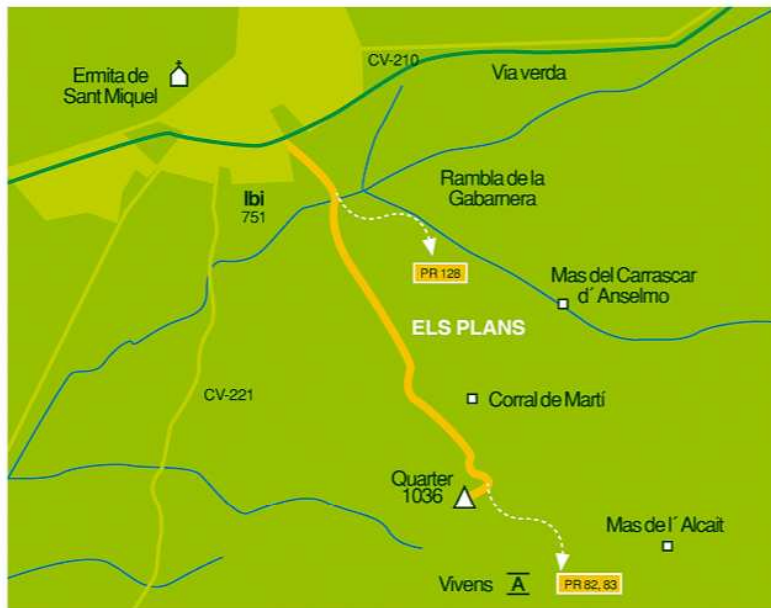 CV-210
Ermita de
Sant Miquel
Via verda
Rambla de la
Gabarnera
Ibi
751
PR 128
Mas del Carrascar
d´ Anselmo
ELS PLANS
CV-221
Corral de Martí
Quarter
1036
Mas de l´ Alcait
Vivens
A
PR 82, 83